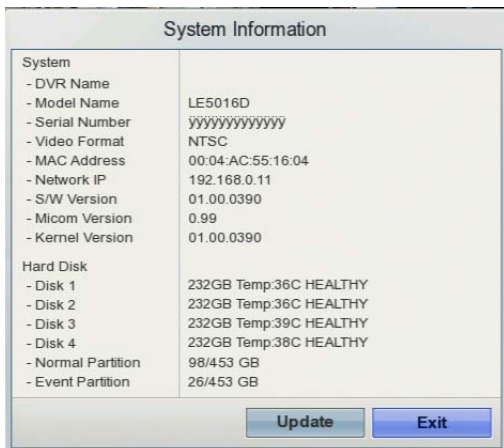 System Information
System
- DVR Name
- Model Name LE5016D
- Serial Number ÿÿÿÿÿÿÿÿÿÿÿÿÿ
- Video Format NTSC
- MAC Address 00:04:AC:55:16:04
- Network IP 192.168.0.11
- S/W Version 01.00.0390
- Micom Version 0.99
- Kernel Version 01.00.0390
Hard Disk
- Disk 1 232GB Temp:36C HEALTHY
- Disk 2 232GB Temp:36C HEALTHY
- Disk 3 232GB Temp:39C HEALTHY
- Disk 4 232GB Temp:38C HEALTHY
- Normal Partition 98/453 GB
- Event Partition 26/453 GB
Update Exit